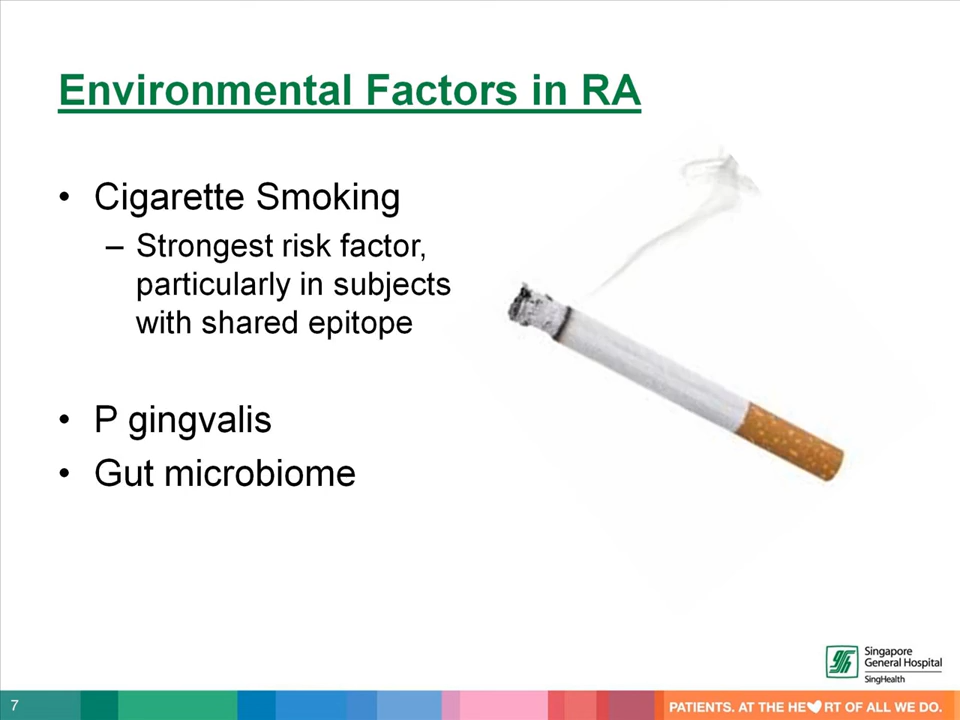 Environmental Factors in RA
• Cigarette Smoking
– Strongest risk factor,
particularly in subjects
with shared epitope
• P gingvalis
• Gut microbiome
Singapore
General Hospital
SingHealth
7
PATIENTS. AT THE HE❤RT OF ALL WE DO.